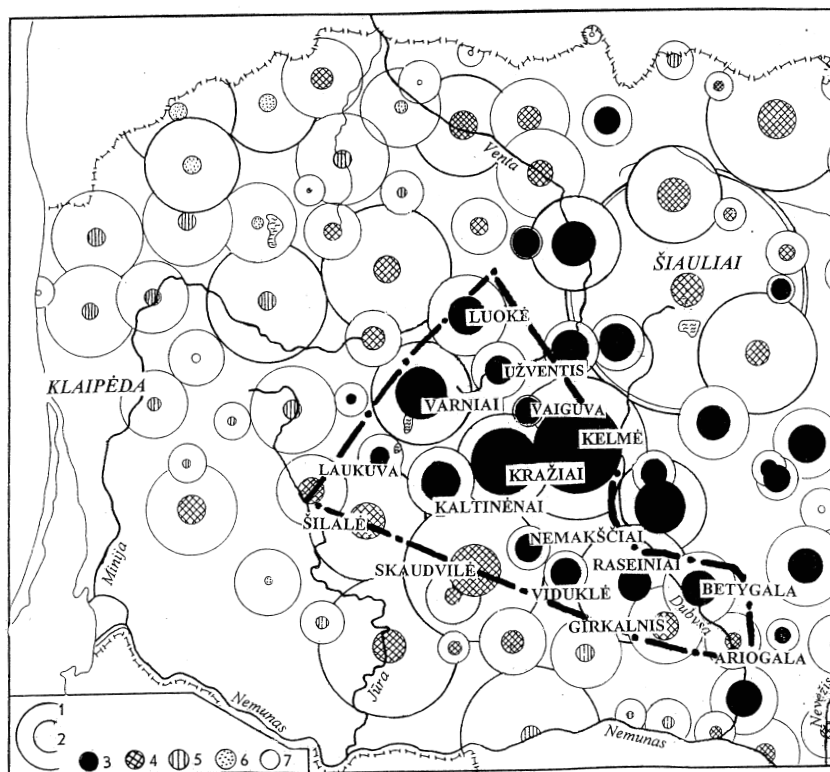 Venta
ŠIAULIAI
LUOKĖ
UŽVENTIS
KLAIPĖDA
VARNIAI
VAIGUVA
KELMĖ
LAUKUVA
KRAŽIAI
KALTINĖNAI
ŠILALĖ
NEMAKŠČIAI
SKAUDVILĖ
RASEINIAI
Minija
VIDUKLĖ
BETYGALA
Dubysa
GIRKALNIS
ARIOGALA
Jūra
Nemunas
Nemunas
Nevėžis
1
2
3 4 5 6 7